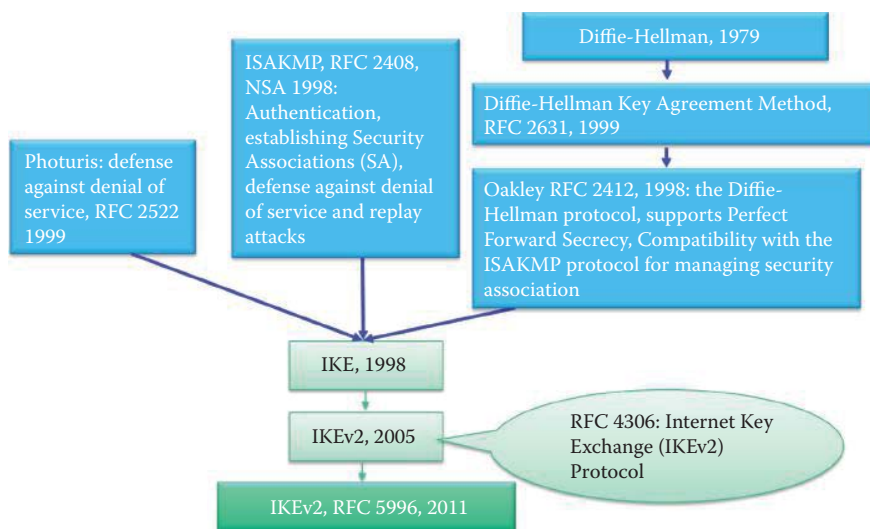 Diffie-Hellman, 1979
ISAKMP, RFC 2408,
NSA 1998:
Authentication,
establishing Security
Associations (SA),
defense against denial
of service and replay
attacks
Diffie-Hellman Key Agreement Method,
RFC 2631, 1999
Photuris: defense
against denial of
service, RFC 2522
1999
Oakley RFC 2412, 1998: the Diffie-
Hellman protocol, supports Perfect
Forward Secrecy, Compatibility with the
ISAKMP protocol for managing security
association
IKE, 1998
IKEv2, 2005
RFC 4306: Internet Key
Exchange (IKEv2)
Protocol
IKEv2, RFC 5996, 2011